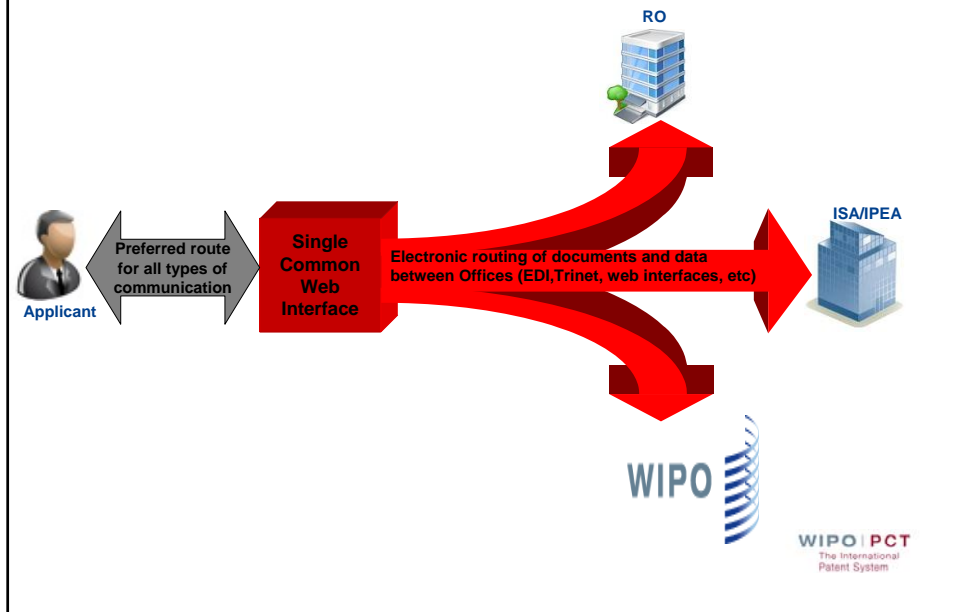 RO
ISA/IPEA
Preferred route
for all types of
communication
Single
Common
Web
Interface
Electronic routing of documents and data
between Offices (EDI,Trinet, web interfaces, etc)
Applicant
WIPO
WIPO | PCT
The International
Patent System